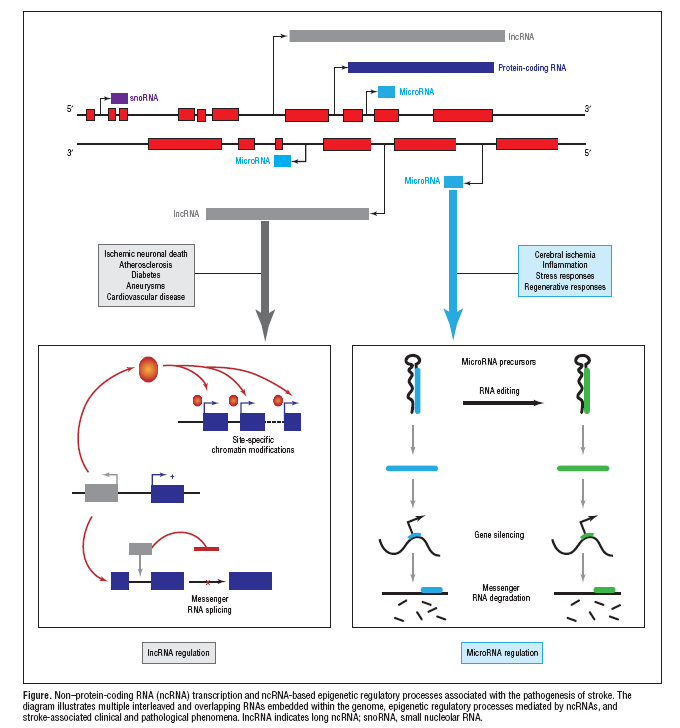 lncRNA
Protein-coding RNA
MicroRNA
snoRNA
5′ 3′
3′ 5′
MicroRNA
MicroRNA
lncRNA
Ischemic neuronal death
Atherosclerosis
Diabetes
Aneurysms
Cardiovascular disease
Cerebral ischemia
Inflammation
Stress responses
Regenerative responses
Site-specific
chromatin modifications
+
×
Messenger
RNA splicing
MicroRNA precursors
RNA editing
Gene silencing
Messenger
RNA degradation
lncRNA regulation
MicroRNA regulation
Figure. Non–protein-coding RNA (ncRNA) transcription and ncRNA-based epigenetic regulatory processes associated with the pathogenesis of stroke. The
diagram illustrates multiple interleaved and overlapping RNAs embedded within the genome, epigenetic regulatory processes mediated by ncRNAs, and
stroke-associated clinical and pathological phenomena. lncRNA indicates long ncRNA; snoRNA, small nucleolar RNA.